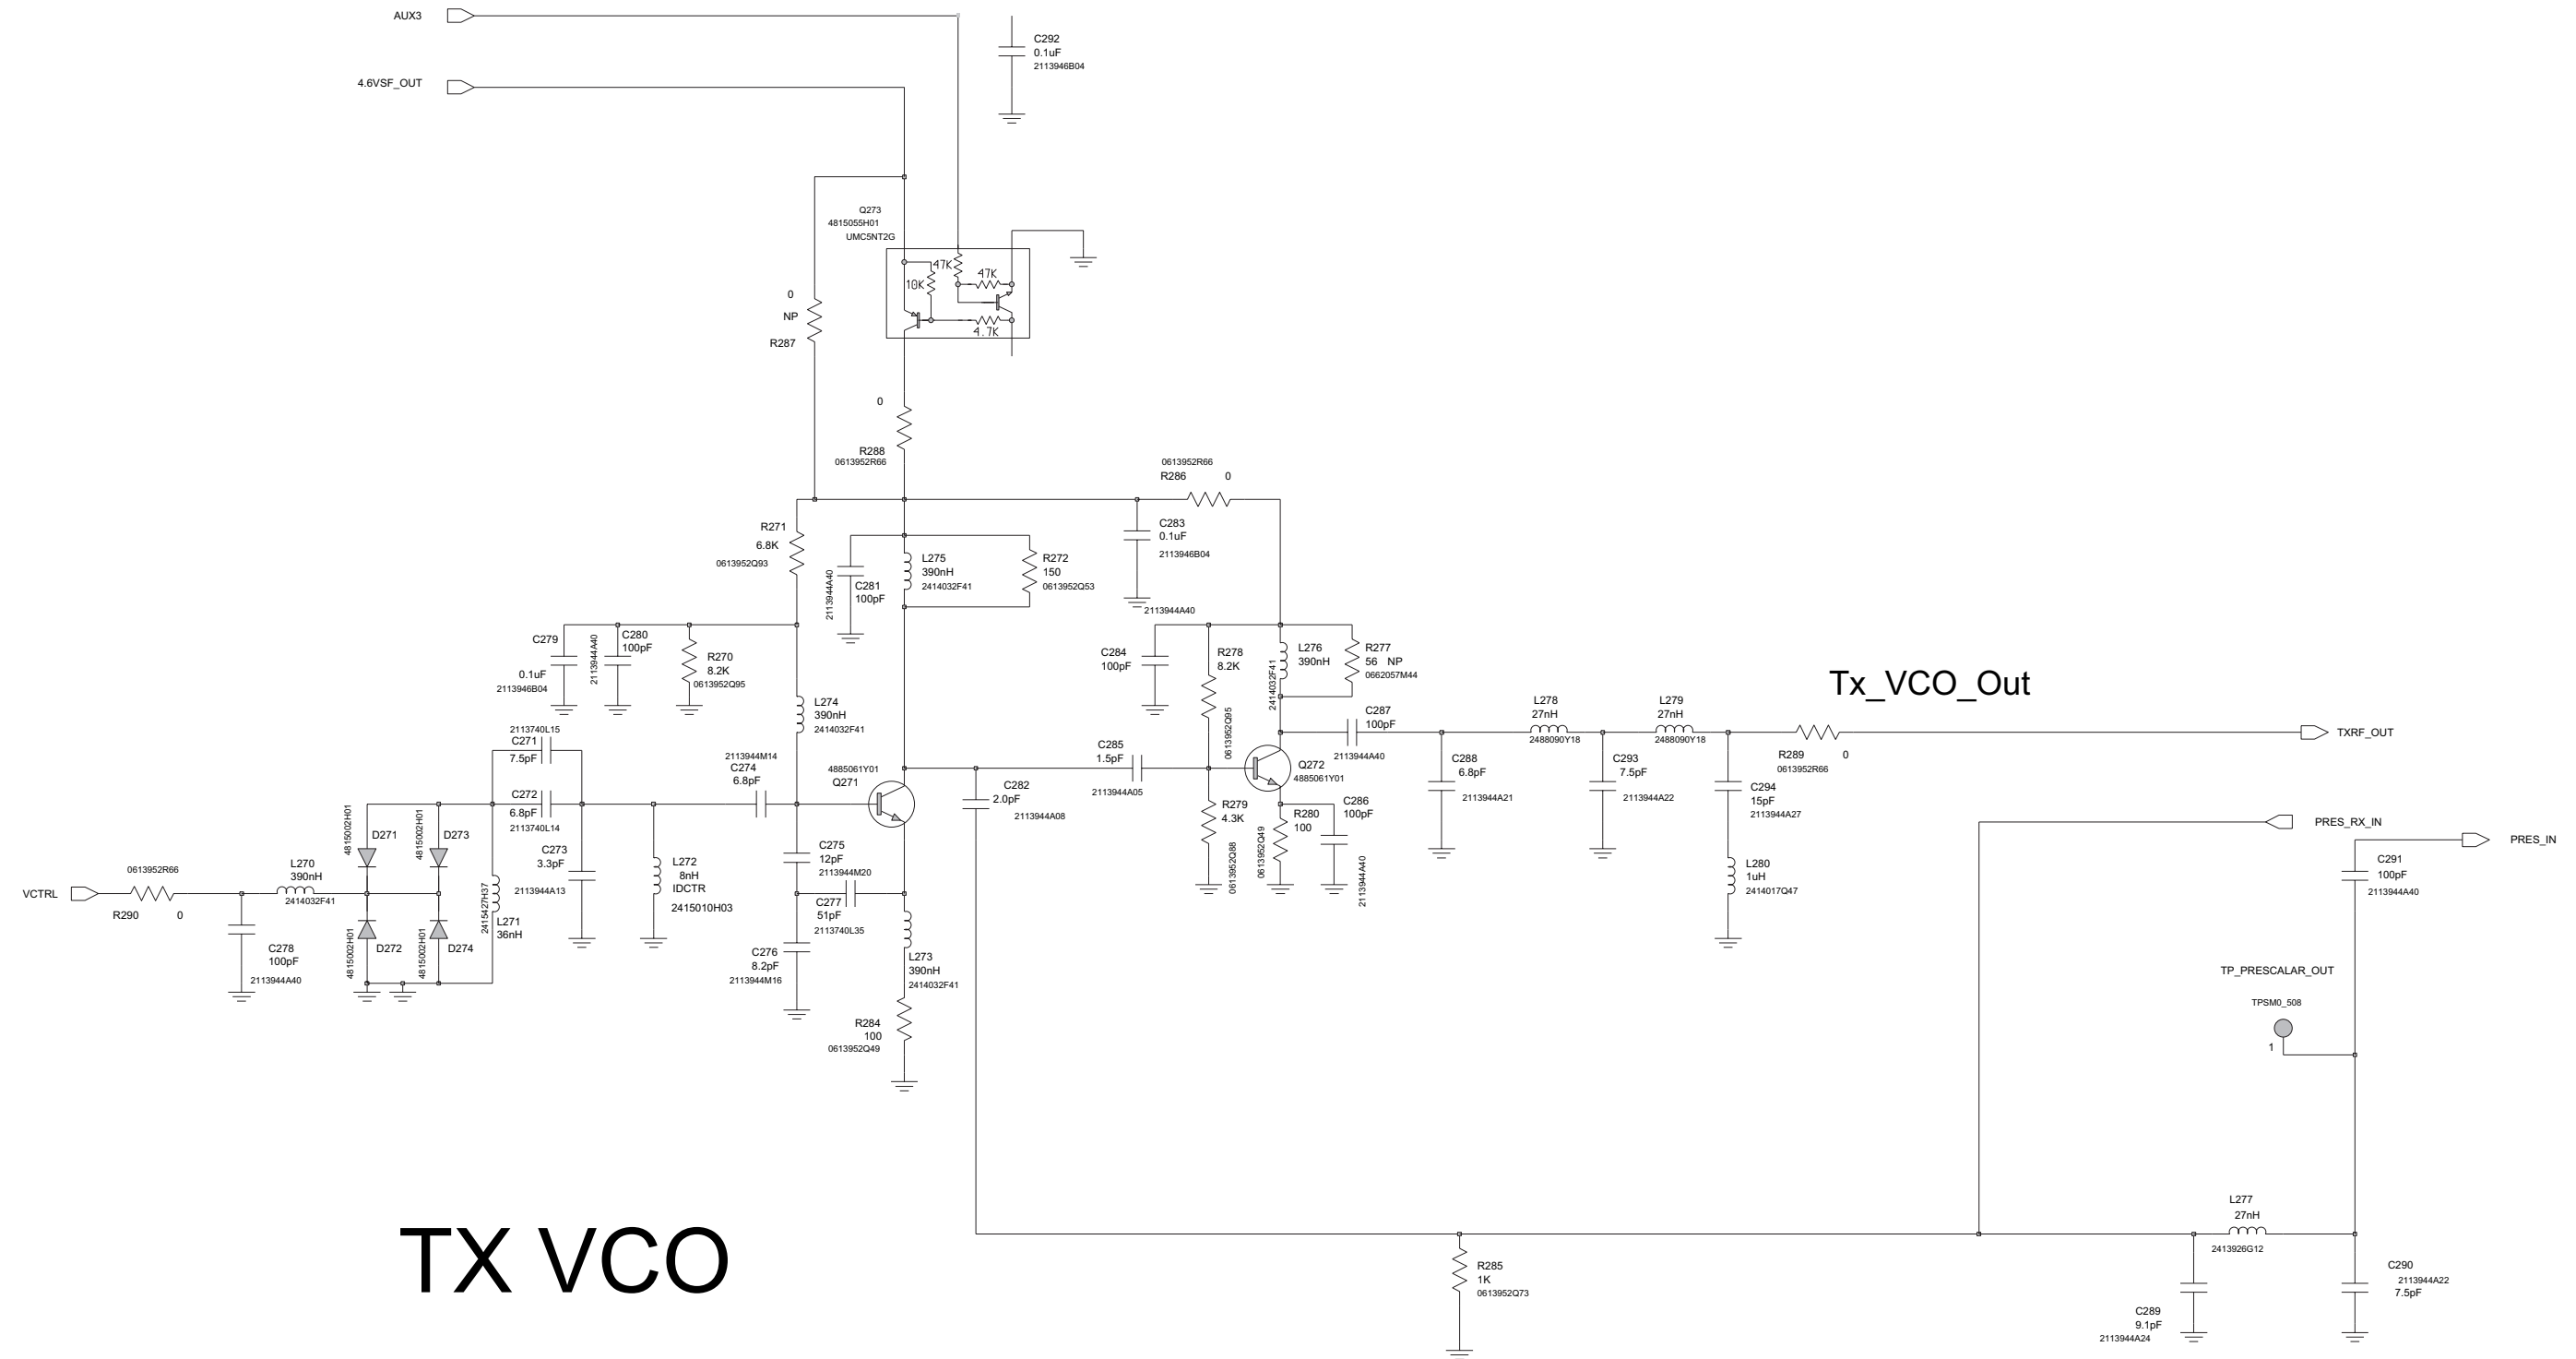 AUX3
C292
0.1uF
2113946B04
4.6VSF_OUT
Q273
4815055H01
UMC5NT2G
47K
47K
10K
4.7K
0
NP
R287
0
R288
0613952R66
0613952R66
R286 0
R271
6.8K
0613952Q93
C283
0.1uF
2113946B04
L275
390nH
2414032F41
R272
150
0613952Q53
C281
100pF
2113944A40
2113944A40
C279
0.1uF
2113946B04
C280
100pF
2113944A40
R270
8.2K
0613952Q95
C284
100pF
R278
8.2K
0613952Q95
L276
390nH
2414032F41
R277
56 NP
0662057M44
Tx_VCO_Out
L274
390nH
2414032F41
L278
27nH
2488090Y18
L279
27nH
2488090Y18
C287
100pF
2113944A40
TXRF_OUT
R289 0
0613952R66
2113740L15
C271
7.5pF
2113944M14
C274
6.8pF
4885061Y01
Q271
C285
1.5pF
2113944A05
Q272
4885061Y01
C288
6.8pF
2113944A21
C293
7.5pF
2113944A22
C294
15pF
2113944A27
C272
6.8pF
2113740L14
C282
2.0pF
2113944A08
R279
4.3K
0613952Q88
R280
100
0613952Q49
C286
100pF
2113944A40
PRES_RX_IN
PRES_IN
4815002H01
D271
4815002H01
D273
C273
3.3pF
2113944A13
L272
8nH
IDCTR
2415010H03
C275
12pF
2113944M20
L280
1uH
2414017Q47
C291
100pF
2113944A40
0613952R66
VCTRL
R290 0
L270
390nH
2414032F41
2415427H37
L271
36nH
C277
51pF
2113740L35
C278
100pF
2113944A40
4815002H01
D272
4815002H01
D274
C276
8.2pF
2113944M16
L273
390nH
2414032F41
TP_PRESCALAR_OUT
TPSM0_508
1
R284
100
0613952Q49
TX VCO
L277
27nH
2413926G12
R285
1K
0613952Q73
C290
2113944A22
7.5pF
C289
9.1pF
2113944A24